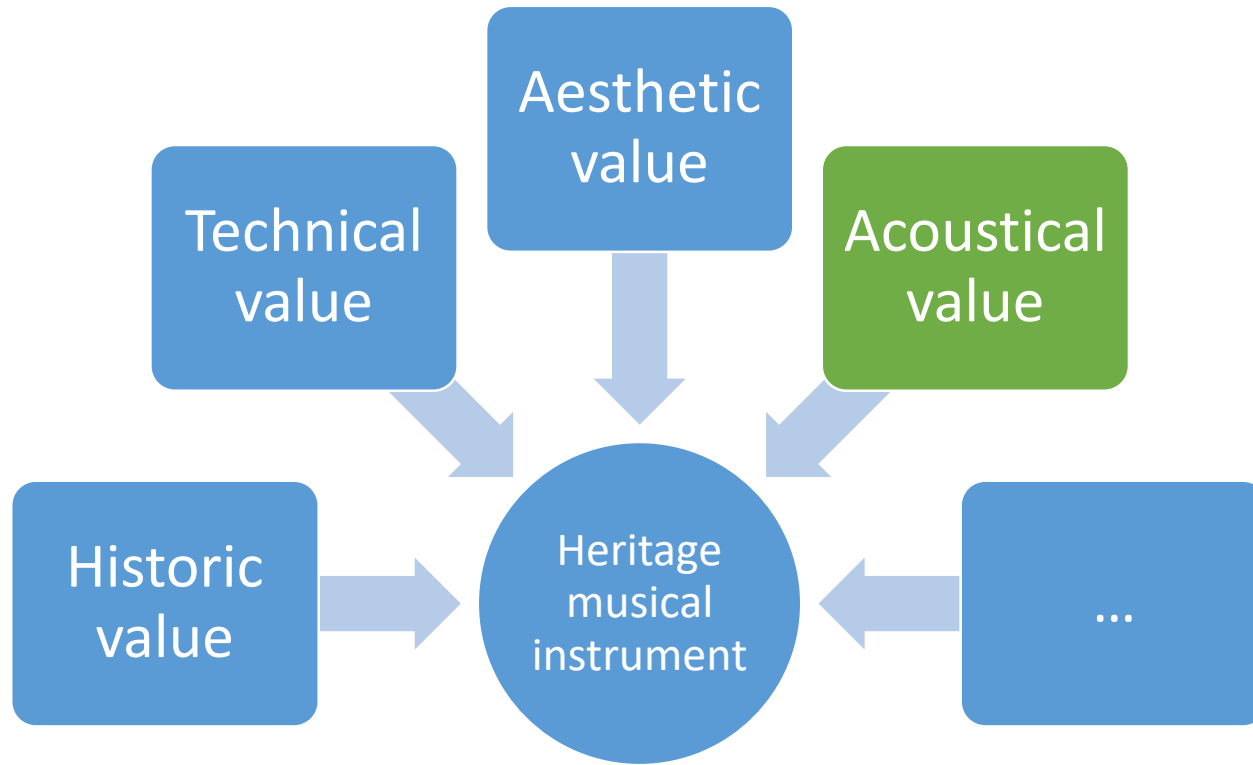 Aesthetic
value
Technical
value
Acoustical
value
Historic
value
Heritage
musical
instrument
...